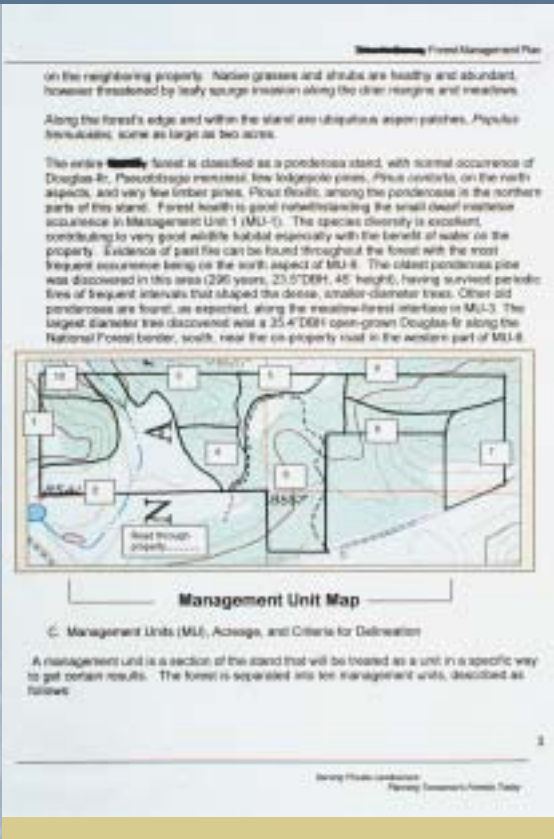 Forest Management Plan
on the neighboring property. Native grasses and shrubs are healthy and abundant,
however threatened by leafy spurge invasion along the drier margins and meadows.
Along the forest's edge and within the stand are ubiquitous aspen patches, Populus
tremuloides, some as large as two acres.
The entire forest is classified as a ponderosa stand, with normal occurrence of
Douglas-fir, Pseudotsuga menziesii, few lodgepole pines, Pinus contorta, on the north
aspects, and very few limber pines, Pinus flexilis, among the ponderosas in the northern
parts of this stand. Forest health is good notwithstanding the small dwarf mistletoe
occurrence in Management Unit 1 (MU-1). The species diversity is excellent,
contributing to very good wildlife habitat especially with the benefit of water on the
property. Evidence of past fire can be found throughout the forest with the most
frequent occurrence being on the north aspect of MU-8. The oldest ponderosa pine
was discovered in this area (296 years, 23.5"DBH, 45' height), having survived periodic
fires of frequent intervals that shaped the dense, smaller-diameter trees. Other old
ponderosas are found, as expected, along the meadow-forest interface in MU-3. The
largest diameter tree discovered was a 35.4"DBH open-grown Douglas-fir along the
National Forest border, south, near the on-property road in the western part of MU-8.
10
3
5
1
4
6
7
2
N
Road through
property
Management Unit Map
C. Management Units (MU), Acreage, and Criteria for Delineation
A management unit is a section of the stand that will be treated as a unit in a specific way
to get certain results. The forest is separated into ten management units, described as
follows:
Serving Private Landowners
Planning Tomorrow's Forests Today